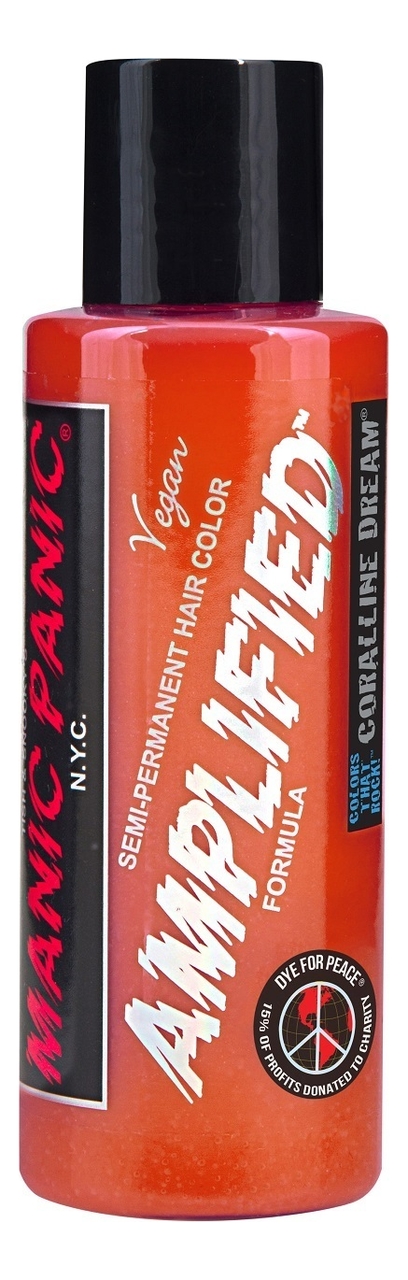 MANIC PANIC®
N.Y.C.
Vegan
SEMI-PERMANENT HAIR COLOR
AMPLIFIED™
FORMULA
COLORS
THAT
ROCK!™
CORALLINE DREAM®
DYE FOR PEACE®
15% OF PROFITS DONATED TO CHARITY